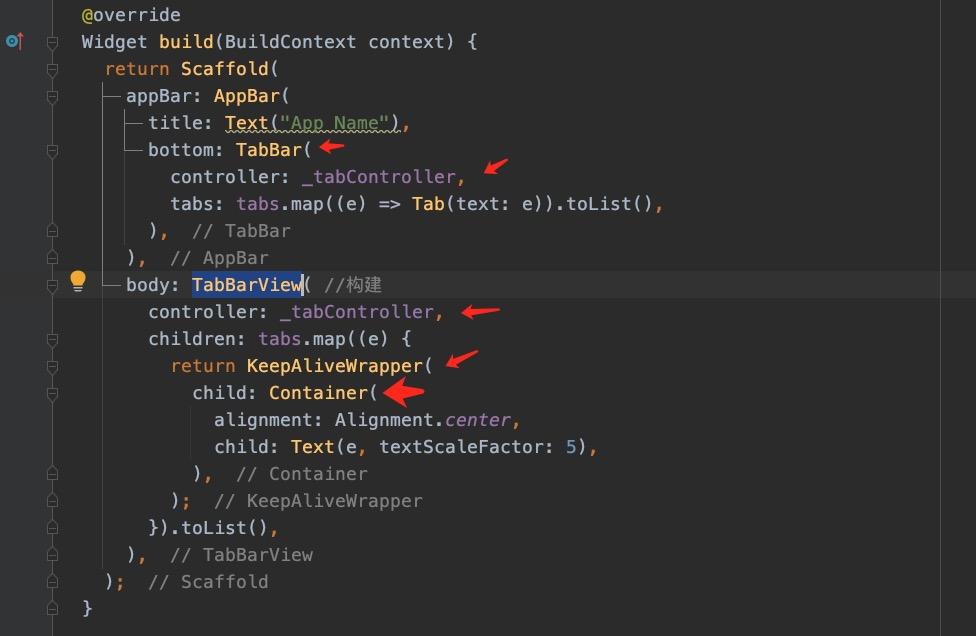 @override
Widget build(BuildContext context) {
return Scaffold(
appBar: AppBar(
title: Text("App Name"),
bottom: TabBar(
controller: _tabController,
tabs: tabs.map((e) => Tab(text: e)).toList(),
), // TabBar
), // AppBar
body: TabBarView( //构建
controller: _tabController,
children: tabs.map((e) {
return KeepAliveWrapper(
child: Container(
alignment: Alignment.center,
child: Text(e, textScaleFactor: 5),
), // Container
); // KeepAliveWrapper
}).toList(),
), // TabBarView
); // Scaffold
}